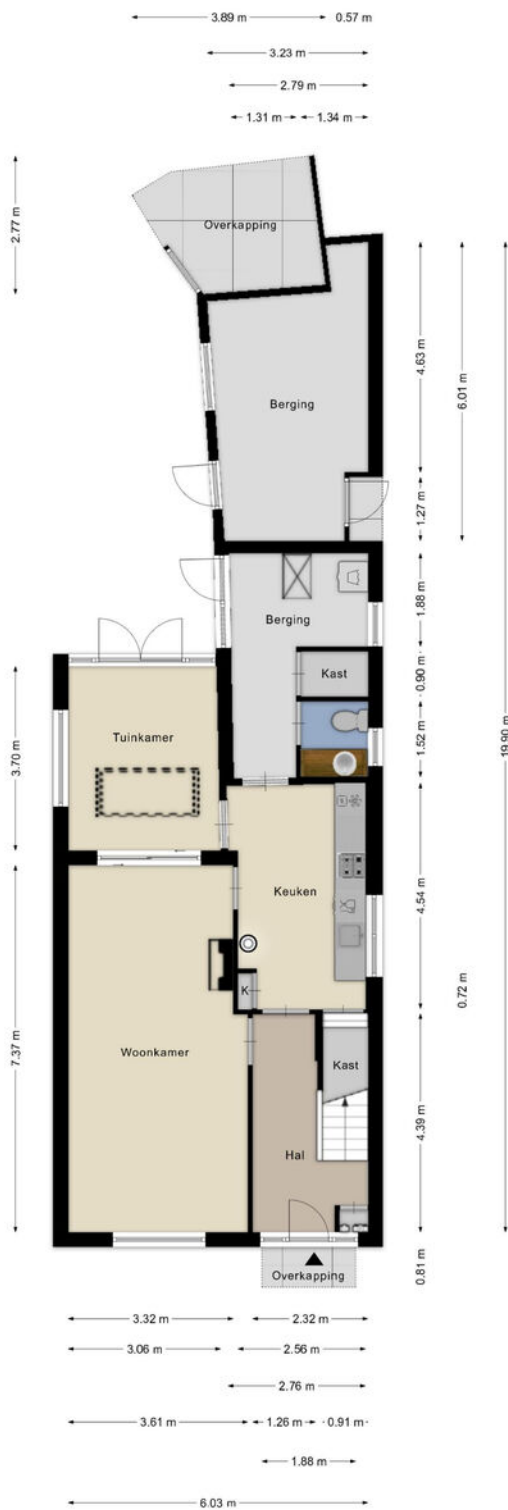 3.89 m
0.57 m
3.23 m
2.79 m
1.31 m
1.34 m
2.77 m
Overkapping
4.63 m
6.01 m
Berging
1.27 m
1.88 m
Berging
Kast
0.90 m
19.90 m
Tuinkamer
3.70 m
1.52 m
Keuken
4.54 m
K
0.72 m
7.37 m
Woonkamer
Kast
4.39 m
Hal
Overkapping
0.81 m
3.32 m
2.32 m
3.06 m
2.56 m
2.76 m
3.61 m
1.26 m
0.91 m
1.88 m
6.03 m